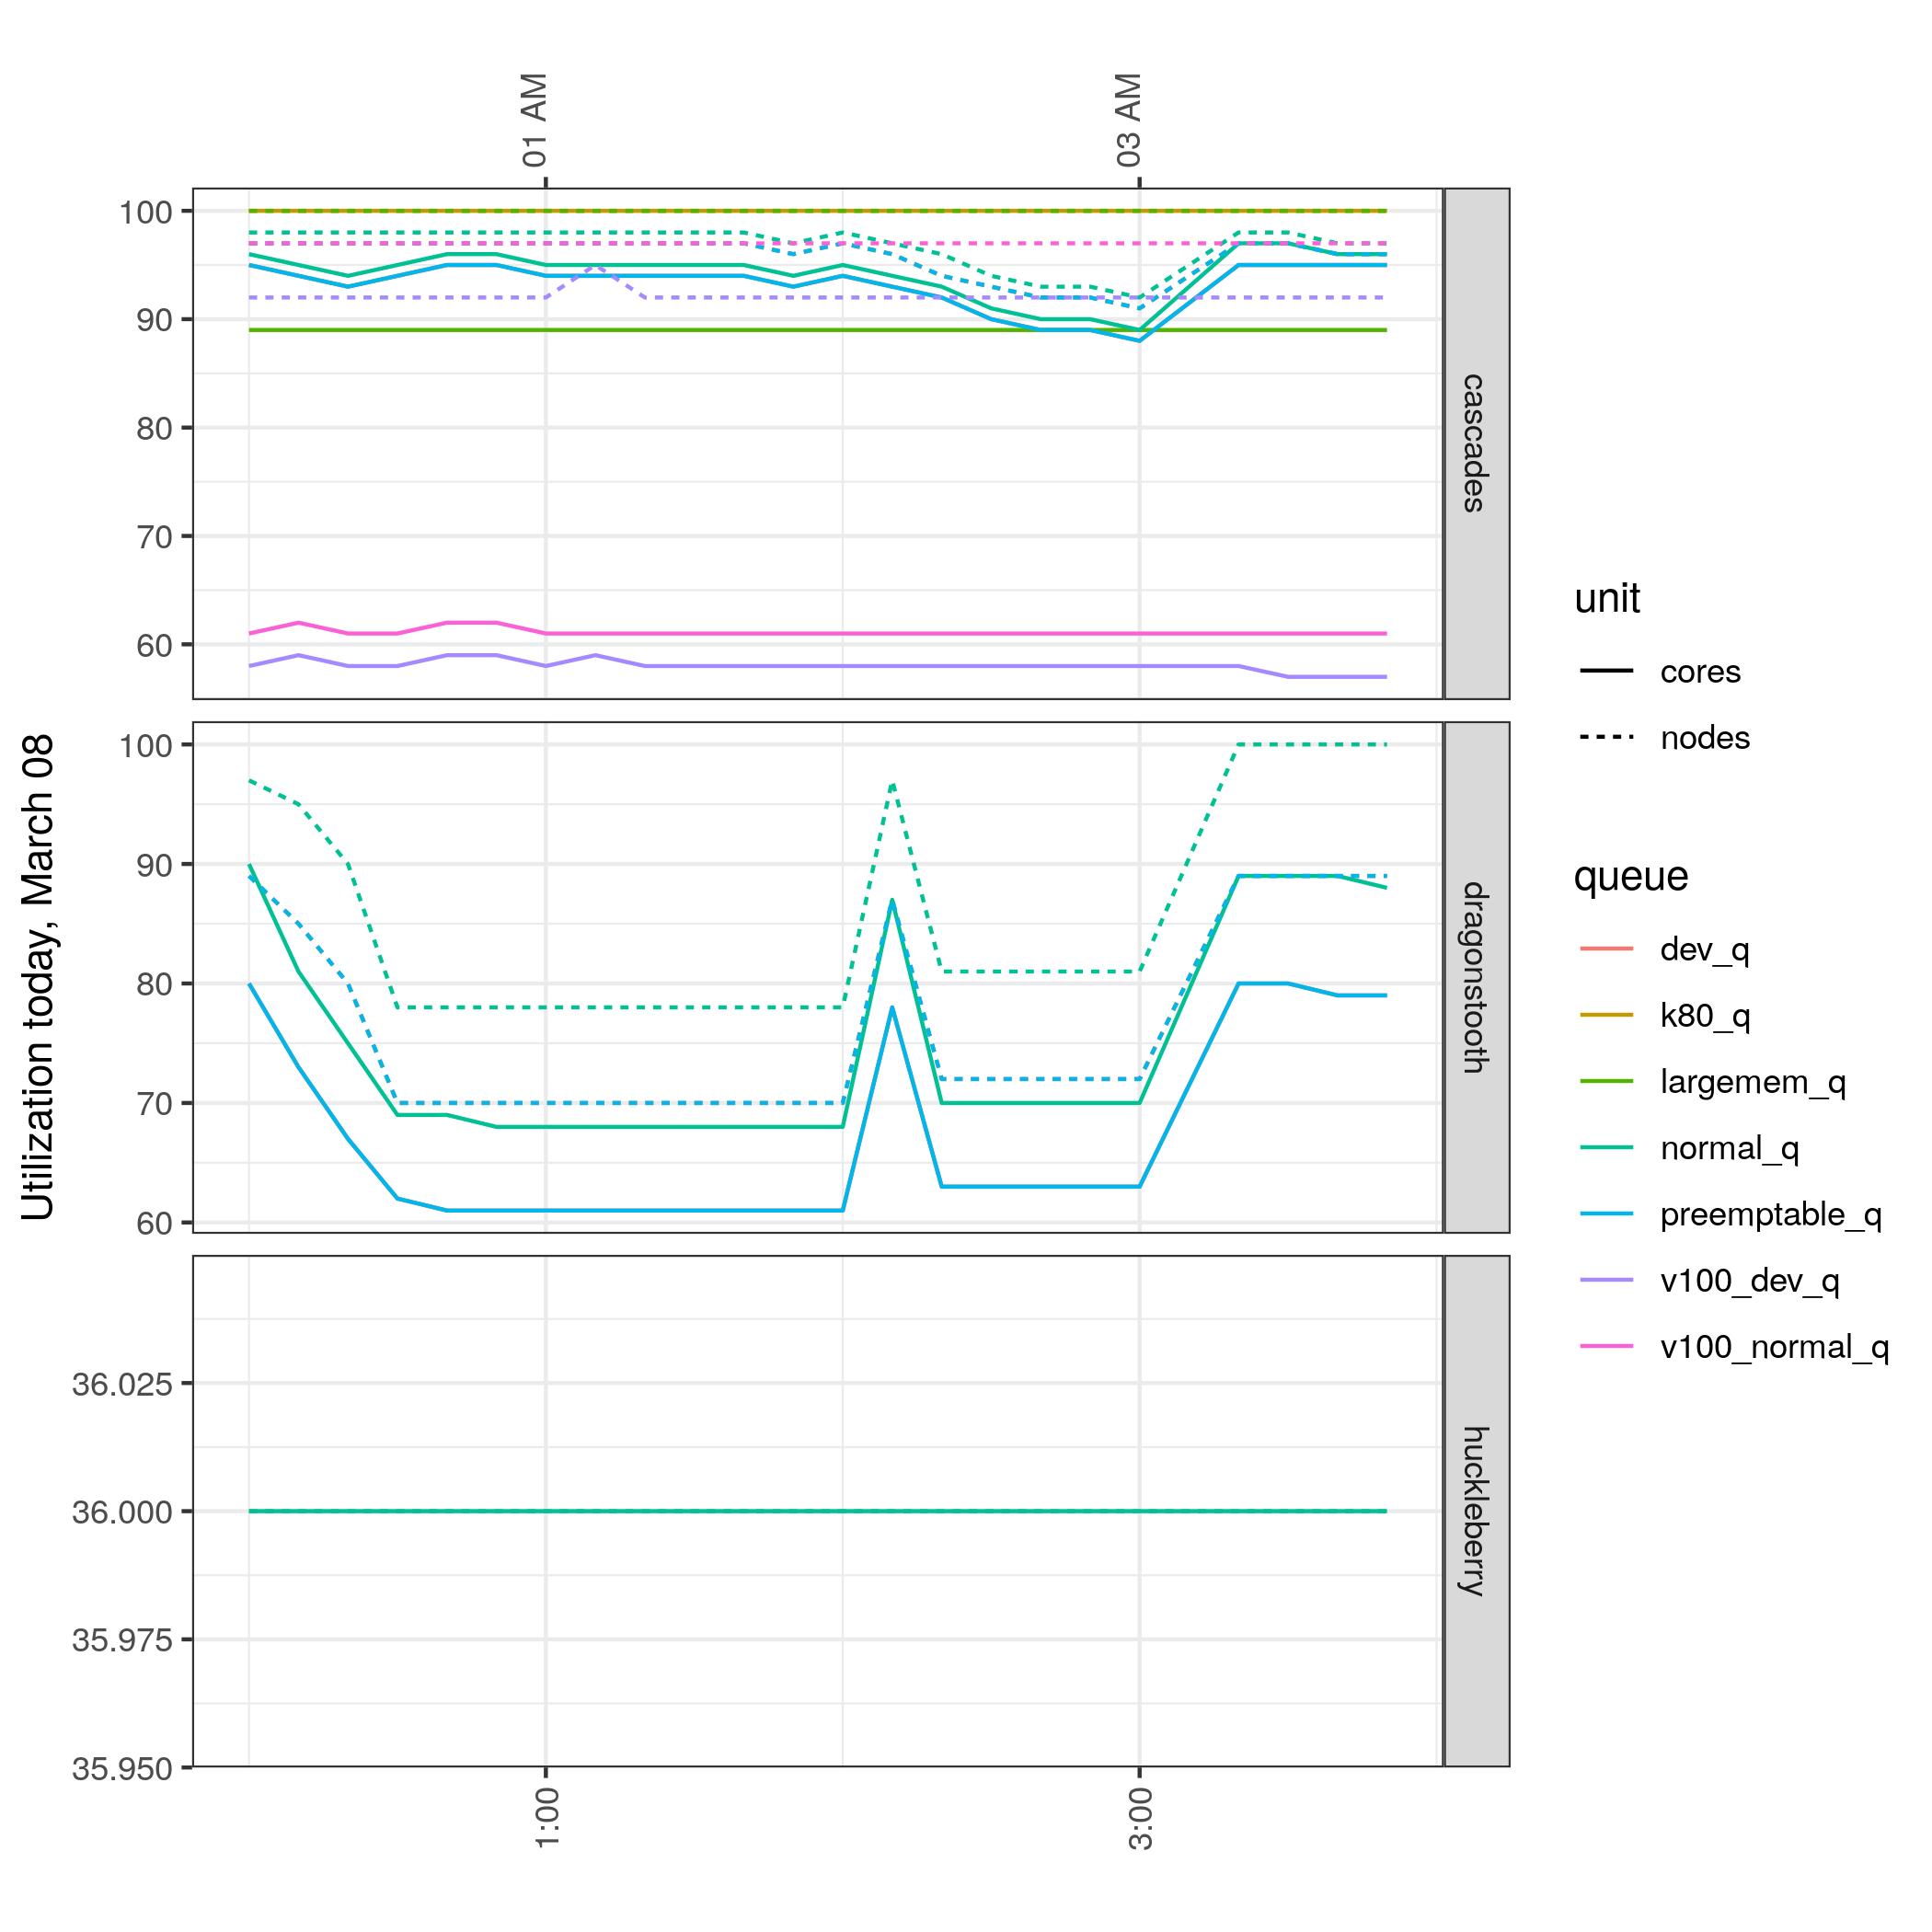 01 AM
03 AM
Utilization today, March 08
100
90
80
70
60
cascades
100
90
80
70
60
dragonstooth
36.025
36.000
35.975
35.950
huckleberry
1:00
3:00
unit
cores
nodes
queue
dev_q
k80_q
largemem_q
normal_q
preemptable_q
v100_dev_q
v100_normal_q